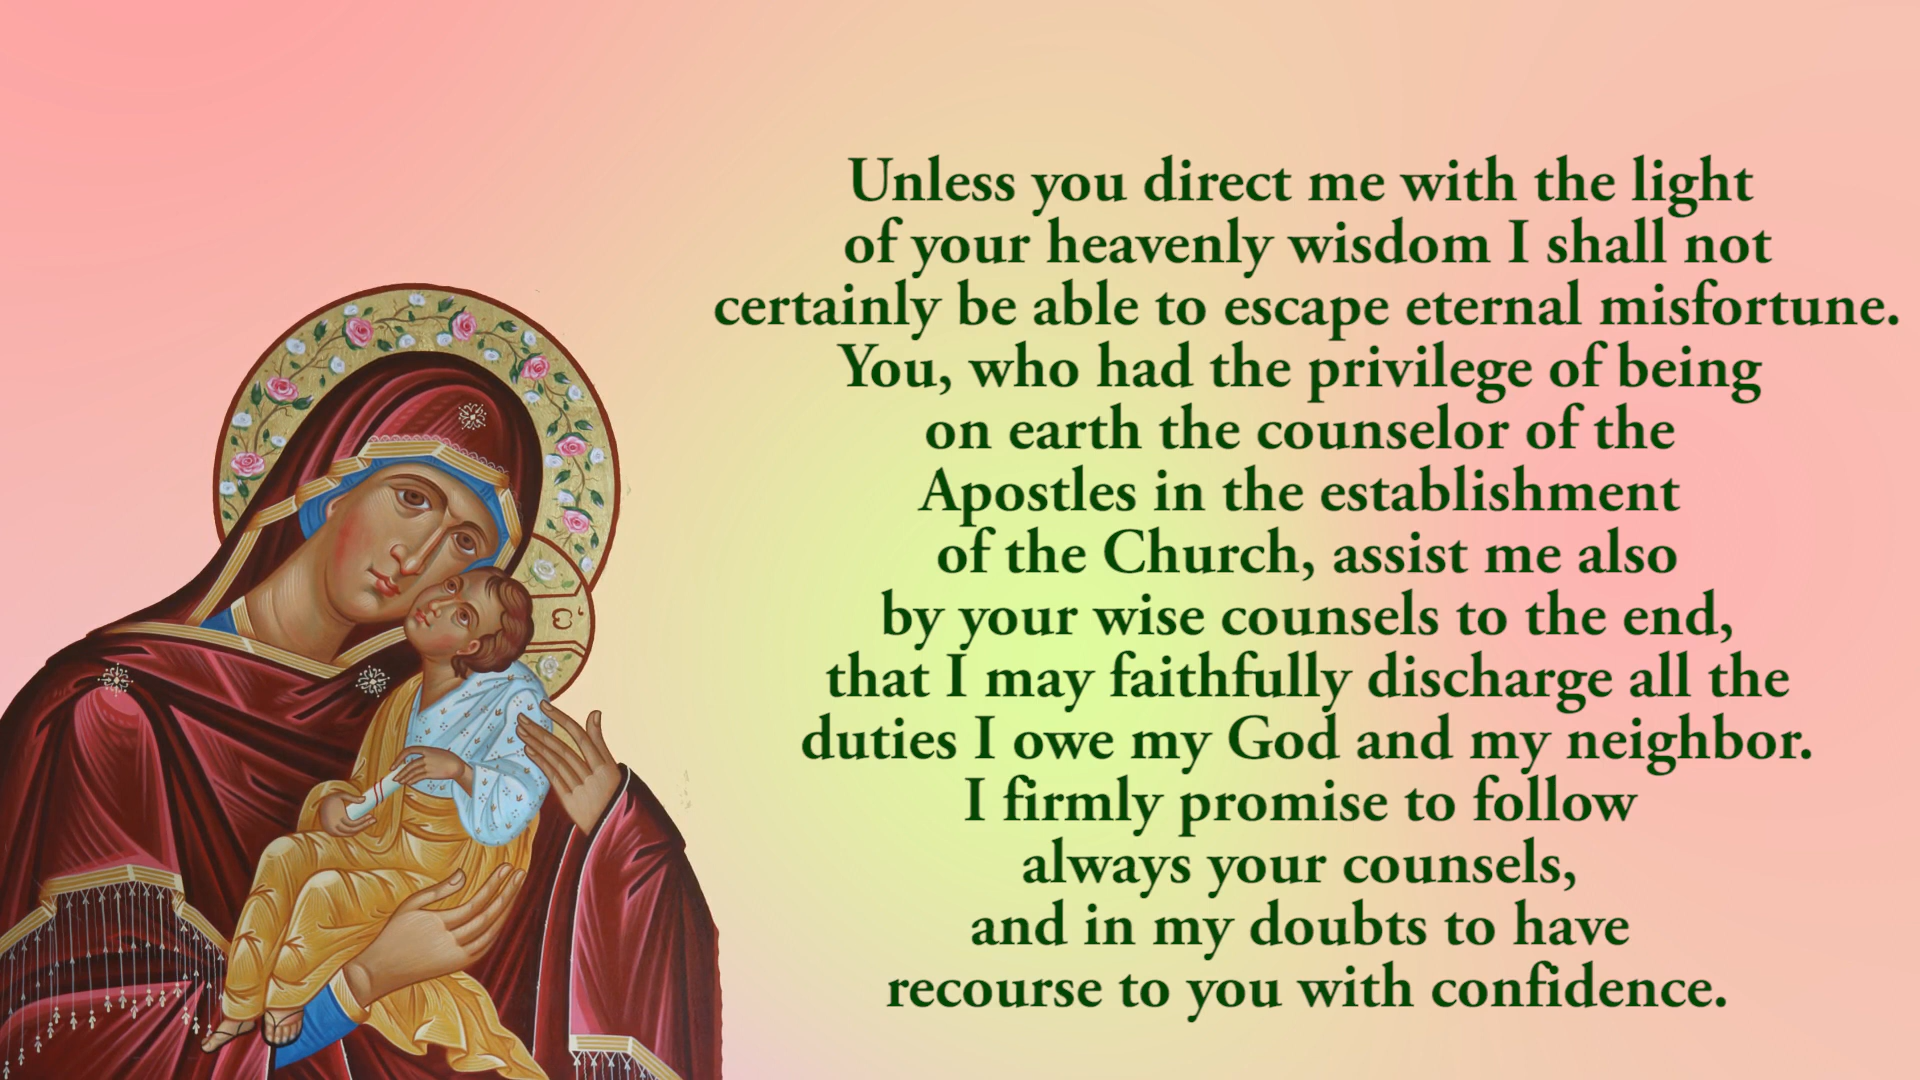 Unless you direct me with the light
of your heavenly wisdom I shall not
certainly be able to escape eternal misfortune.
You, who had the privilege of being
on earth the counselor of the
Apostles in the establishment
of the Church, assist me also
by your wise counsels to the end,
that I may faithfully discharge all the
duties I owe my God and my neighbor.
I firmly promise to follow
always your counsels,
and in my doubts to have
recourse to you with confidence.